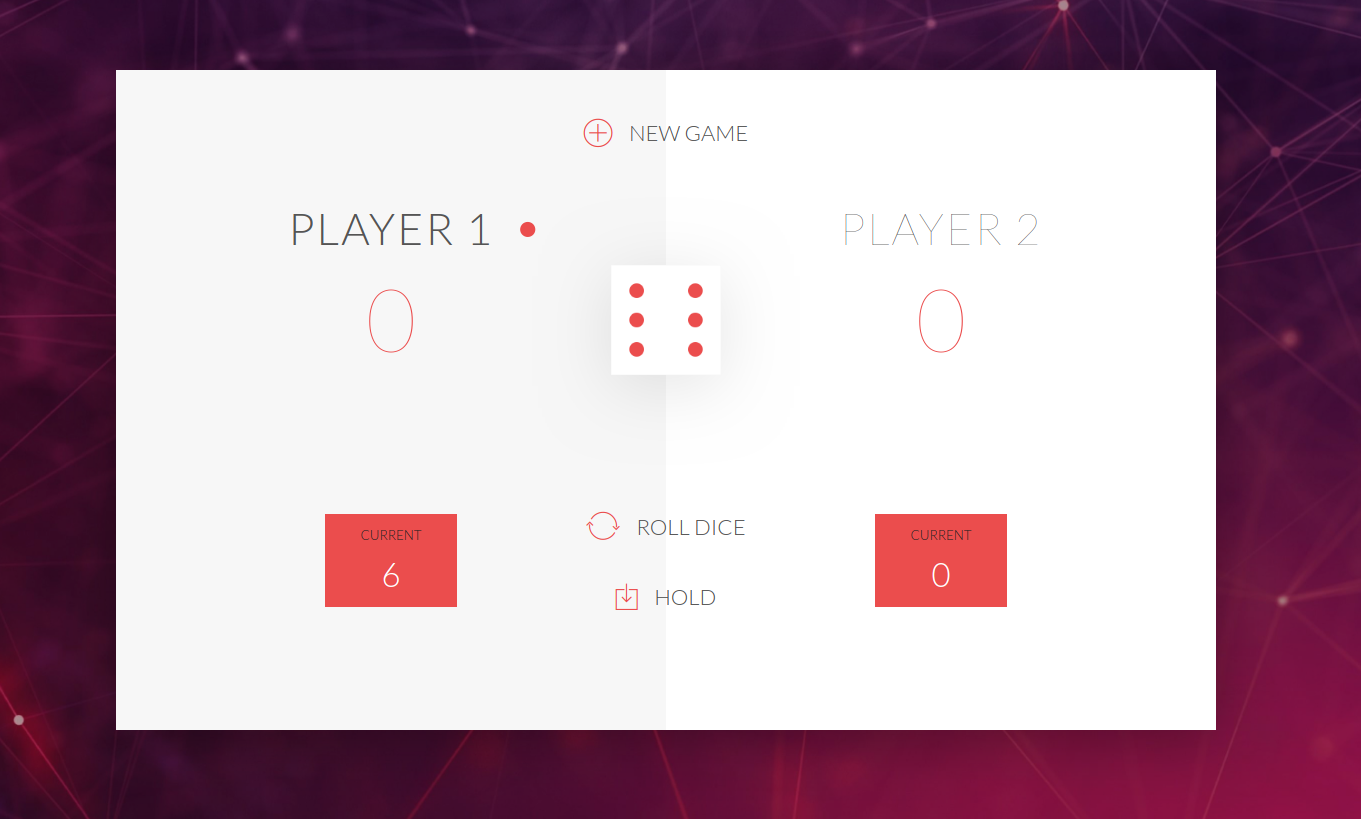 NEW GAME
PLAYER 1
0
PLAYER 2
0
CURRENT
6
ROLL DICE
HOLD
CURRENT
0